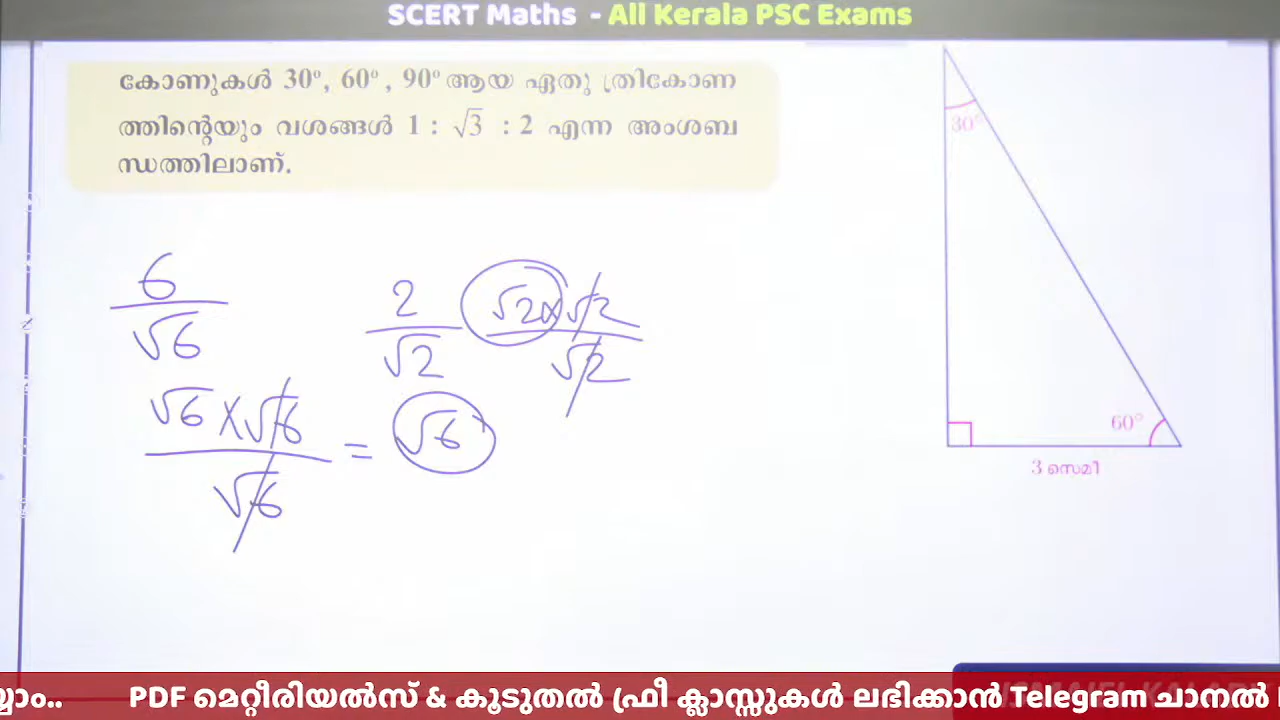 SCERT Maths - All Kerala PSC Exams
കോണുകൾ 30°, 60°, 90° ആയ ഏതു ത്രികോണ
ത്തിന്റെയും വശങ്ങൾ 1 : √3 : 2 എന്ന അംശബ
ന്ധത്തിലാണ്.
30°
60°
3 സെമീ
6
√6
2
√2
√2 × √2
√2
√6 × √6
√6
= √6
്യാം.. PDF മെറ്റീരിയൽസ് & കൂടുതൽ ഫ്രീ ക്ലാസ്സുകൾ ലഭിക്കാൻ Telegram ചാനൽ